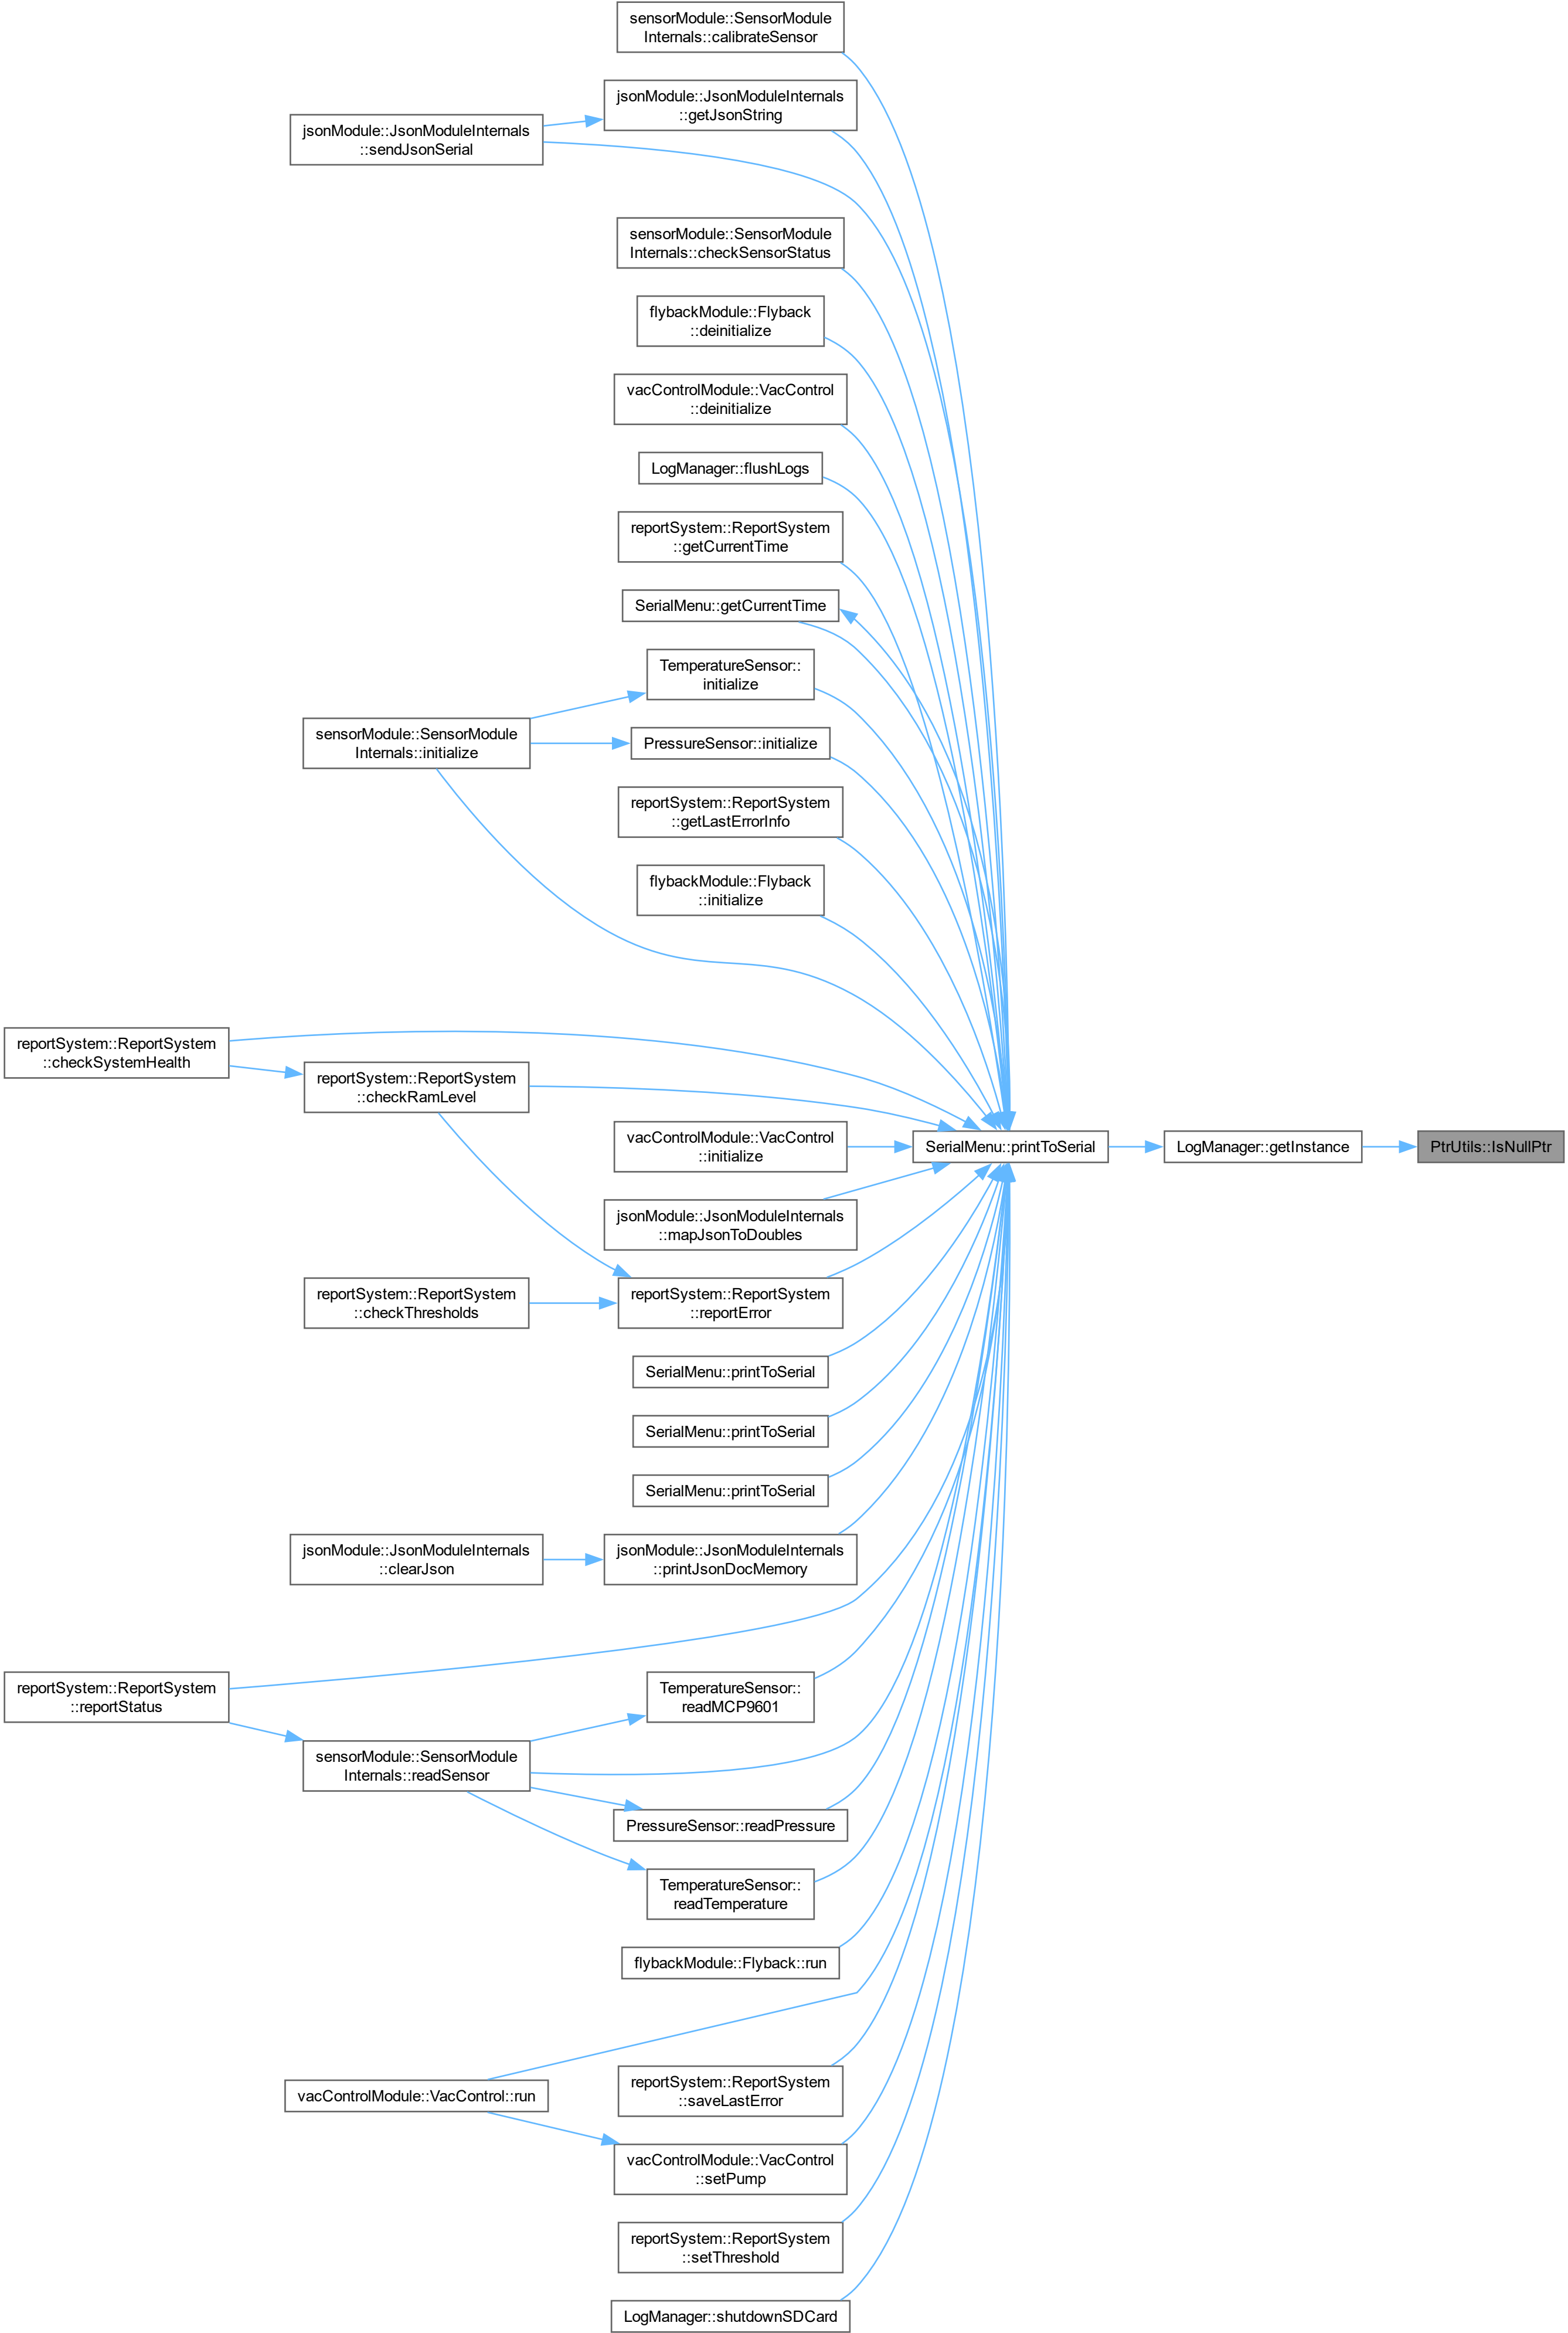 sensorModule::SensorModule
Internals::calibrateSensor
jsonModule::JsonModuleInternals
::getJsonString
jsonModule::JsonModuleInternals
::sendJsonSerial
sensorModule::SensorModule
Internals::checkSensorStatus
flybackModule::Flyback
::deinitialize
vacControlModule::VacControl
::deinitialize
LogManager::flushLogs
reportSystem::ReportSystem
::getCurrentTime
SerialMenu::getCurrentTime
TemperatureSensor::
initialize
sensorModule::SensorModule
Internals::initialize
PressureSensor::initialize
reportSystem::ReportSystem
::getLastErrorInfo
flybackModule::Flyback
::initialize
reportSystem::ReportSystem
::checkSystemHealth
reportSystem::ReportSystem
::checkRamLevel
vacControlModule::VacControl
::initialize
SerialMenu::printToSerial
LogManager::getInstance
PtrUtils::IsNullPtr
jsonModule::JsonModuleInternals
::mapJsonToDoubles
reportSystem::ReportSystem
::checkThresholds
reportSystem::ReportSystem
::reportError
SerialMenu::printToSerial
SerialMenu::printToSerial
SerialMenu::printToSerial
jsonModule::JsonModuleInternals
::clearJson
jsonModule::JsonModuleInternals
::printJsonDocMemory
reportSystem::ReportSystem
::reportStatus
TemperatureSensor::
readMCP9601
sensorModule::SensorModule
Internals::readSensor
PressureSensor::readPressure
TemperatureSensor::
readTemperature
flybackModule::Flyback::run
vacControlModule::VacControl::run
reportSystem::ReportSystem
::saveLastError
vacControlModule::VacControl
::setPump
reportSystem::ReportSystem
::setThreshold
LogManager::shutdownSDCard